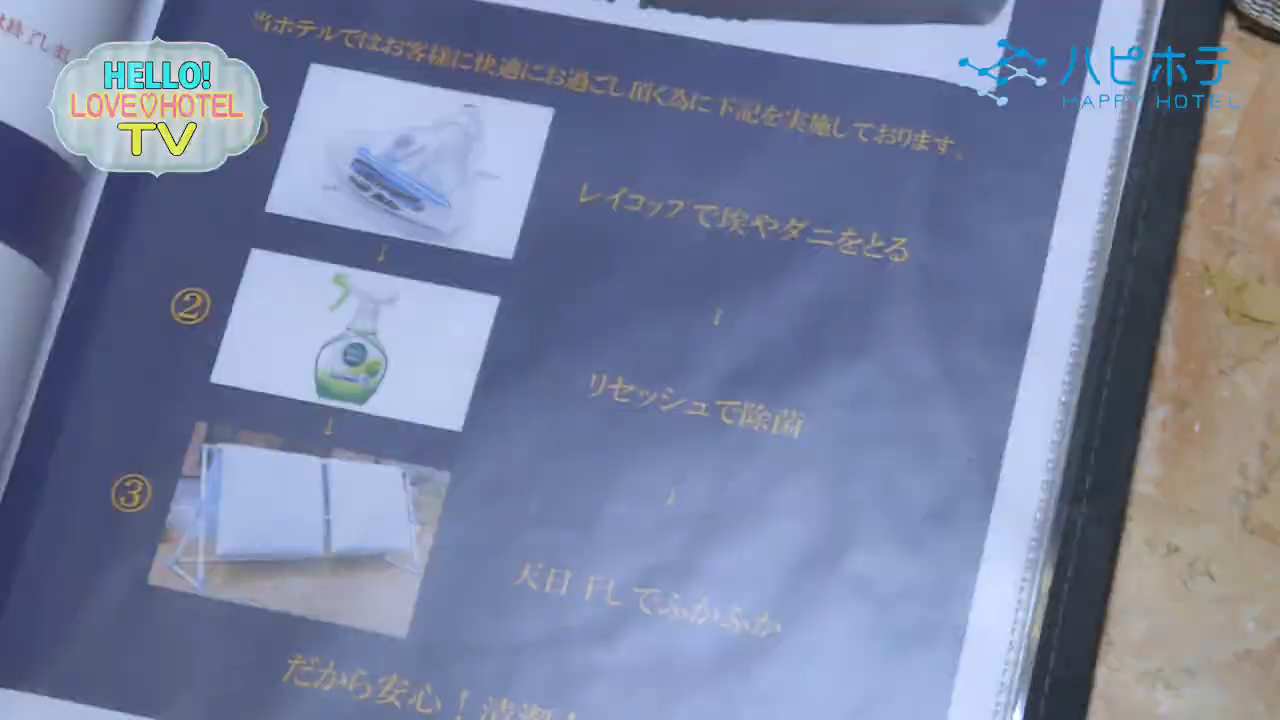 HELLO!
LOVE♡HOTEL
TV
ハピホテ
HAPPY HOTEL
当ホテルではお客様に快適にお過ごし頂く為に下記を実施しております。
レイコップで埃やダニをとる
↓
②
リセッシュで除菌
↓
③
天日干してふかふか
だから安心！清潔